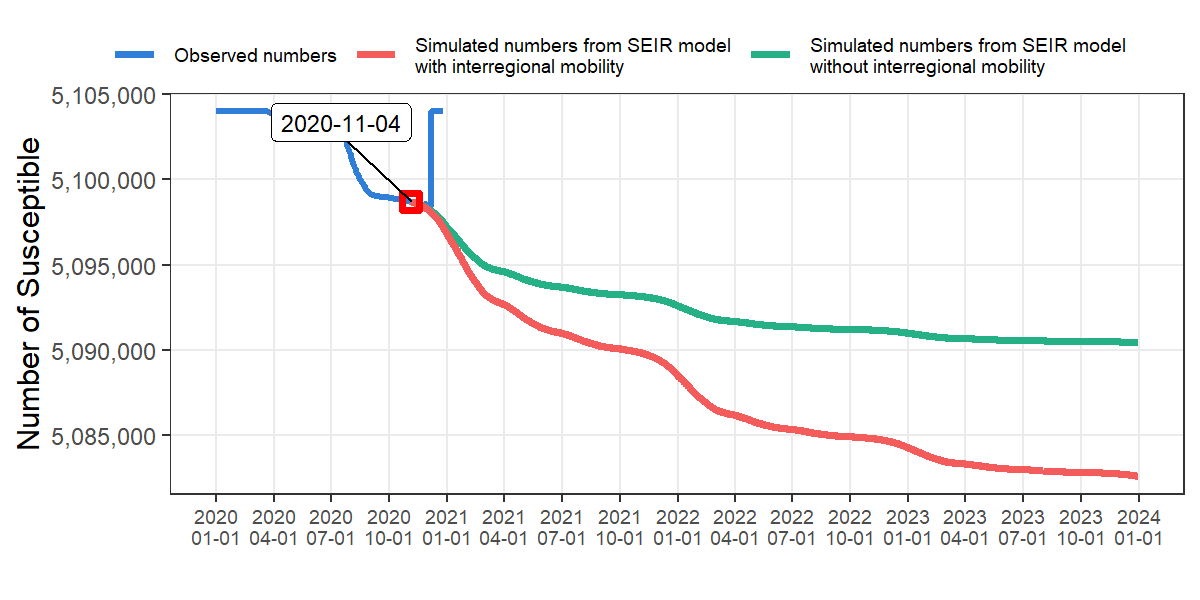 Observed numbers
Simulated numbers from SEIR model
with interregional mobility
Simulated numbers from SEIR model
without interregional mobility
Number of Susceptible
5,105,000
5,100,000
5,095,000
5,090,000
5,085,000
2020-11-04
2020 2020 2020 2020 2021 2021 2021 2021 2022 2022 2022 2022 2023 2023 2023 2023 2024
01-01 04-01 07-01 10-01 01-01 04-01 07-01 10-01 01-01 04-01 07-01 10-01 01-01 04-01 07-01 10-01 01-01